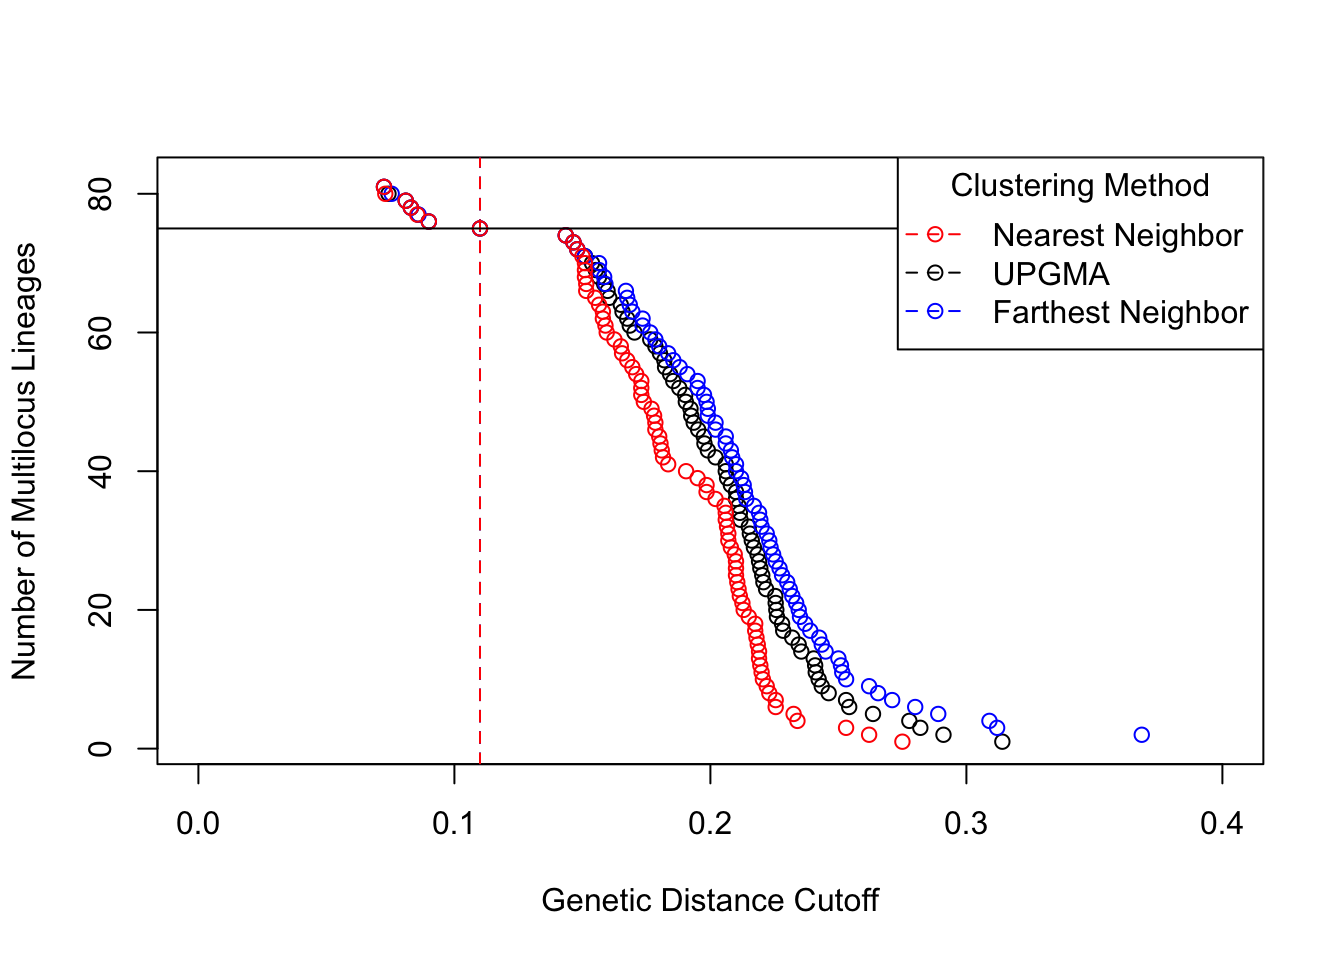 Clustering Method
Nearest Neighbor
UPGMA
Farthest Neighbor
Number of Multilocus Lineages
80
60
40
20
0
0.0 0.1 0.2 0.3 0.4
Genetic Distance Cutoff